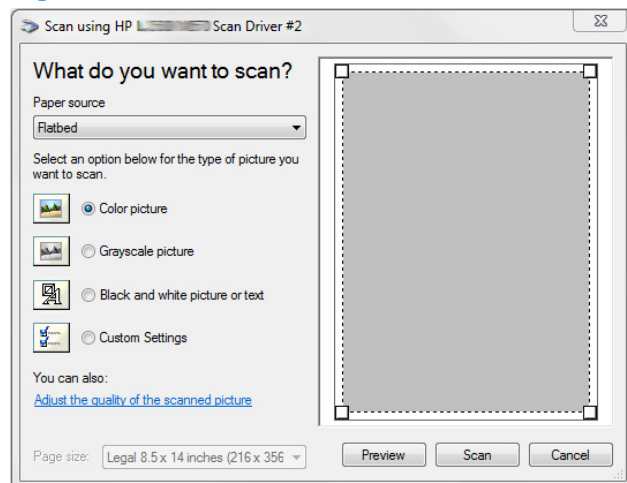 Scan using HP Scan Driver #2
What do you want to scan?
Paper source
Flatbed
Select an option below for the type of picture you
want to scan.
Color picture
Grayscale picture
Black and white picture or text
Custom Settings
You can also:
Adjust the quality of the scanned picture
Page size: Legal 8.5 x 14 inches (216 x 356
Preview Scan Cancel